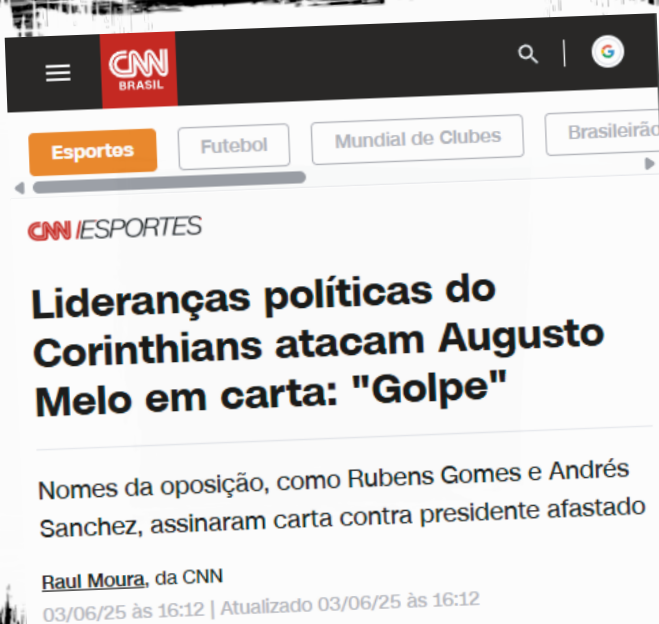 CNN
BRASIL
G
Esportes
Futebol
Mundial de Clubes
Brasileirão
CNN /ESPORTES
Lideranças políticas do
Corinthians atacam Augusto
Melo em carta: "Golpe"
Nomes da oposição, como Rubens Gomes e Andrés
Sanchez, assinaram carta contra presidente afastado
Raul Moura, da CNN
03/06/25 às 16:12 | Atualizado 03/06/25 às 16:12